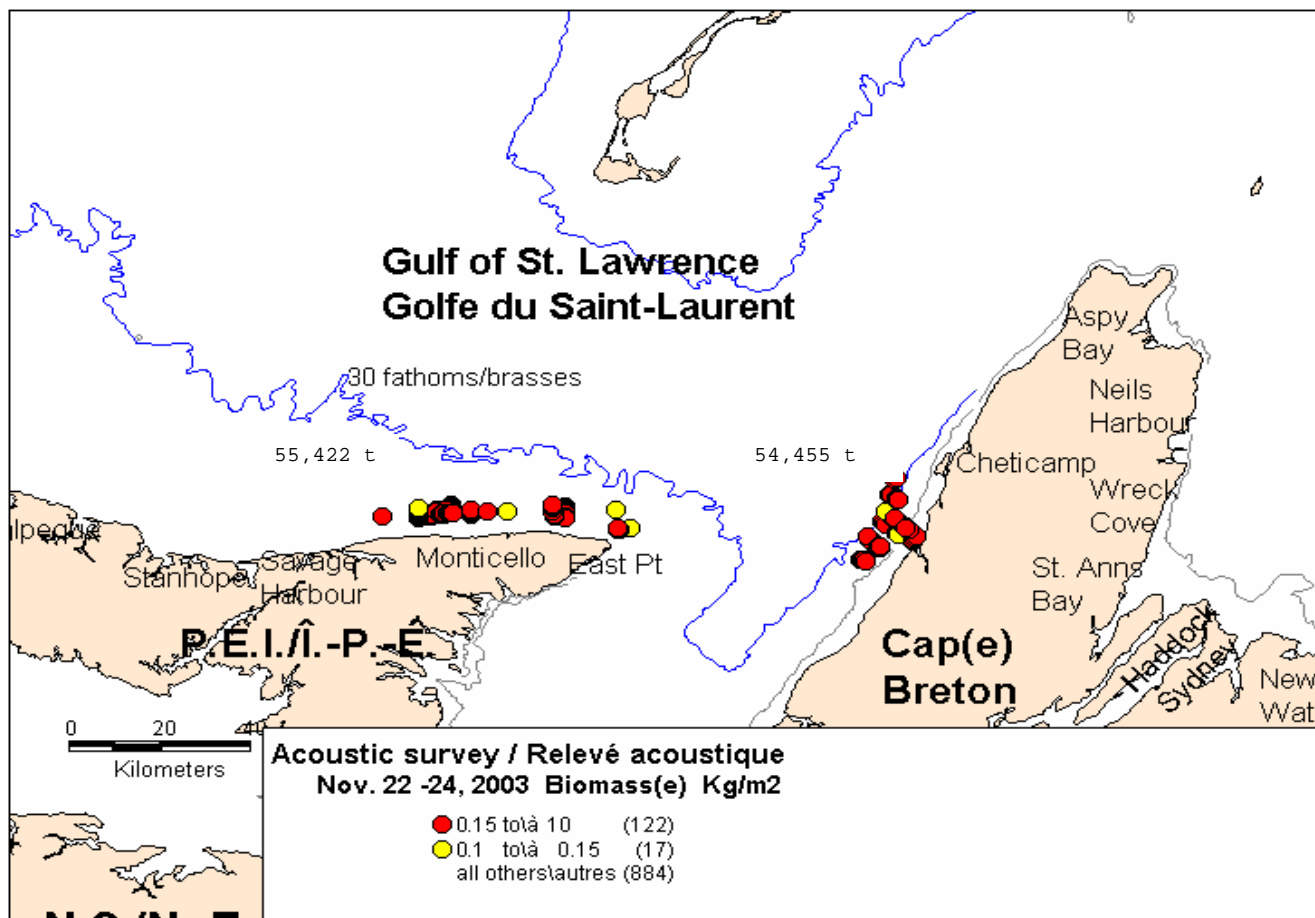 Gulf of St. Lawrence
Golfe du Saint-Laurent
Aspy
Bay
30 fathoms/brasses
Neils
Harbour
55,422 t
54,455 t
Cheticamp
Wreck
Cove
Monticello
East Pt
Stanhope
Savage
Harbour
St. Anns
Bay
P.E.I./Î.-P.-É.
Cap(e)
Breton
Haddock
Sydney
New
Wat
0 20 40
Kilometers
Acoustic survey / Relevé acoustique
Nov. 22 -24, 2003 Biomass(e) Kg/m2
0.15 to\à 10 (122)
0.1 to\à 0.15 (17)
all others\autres (884)